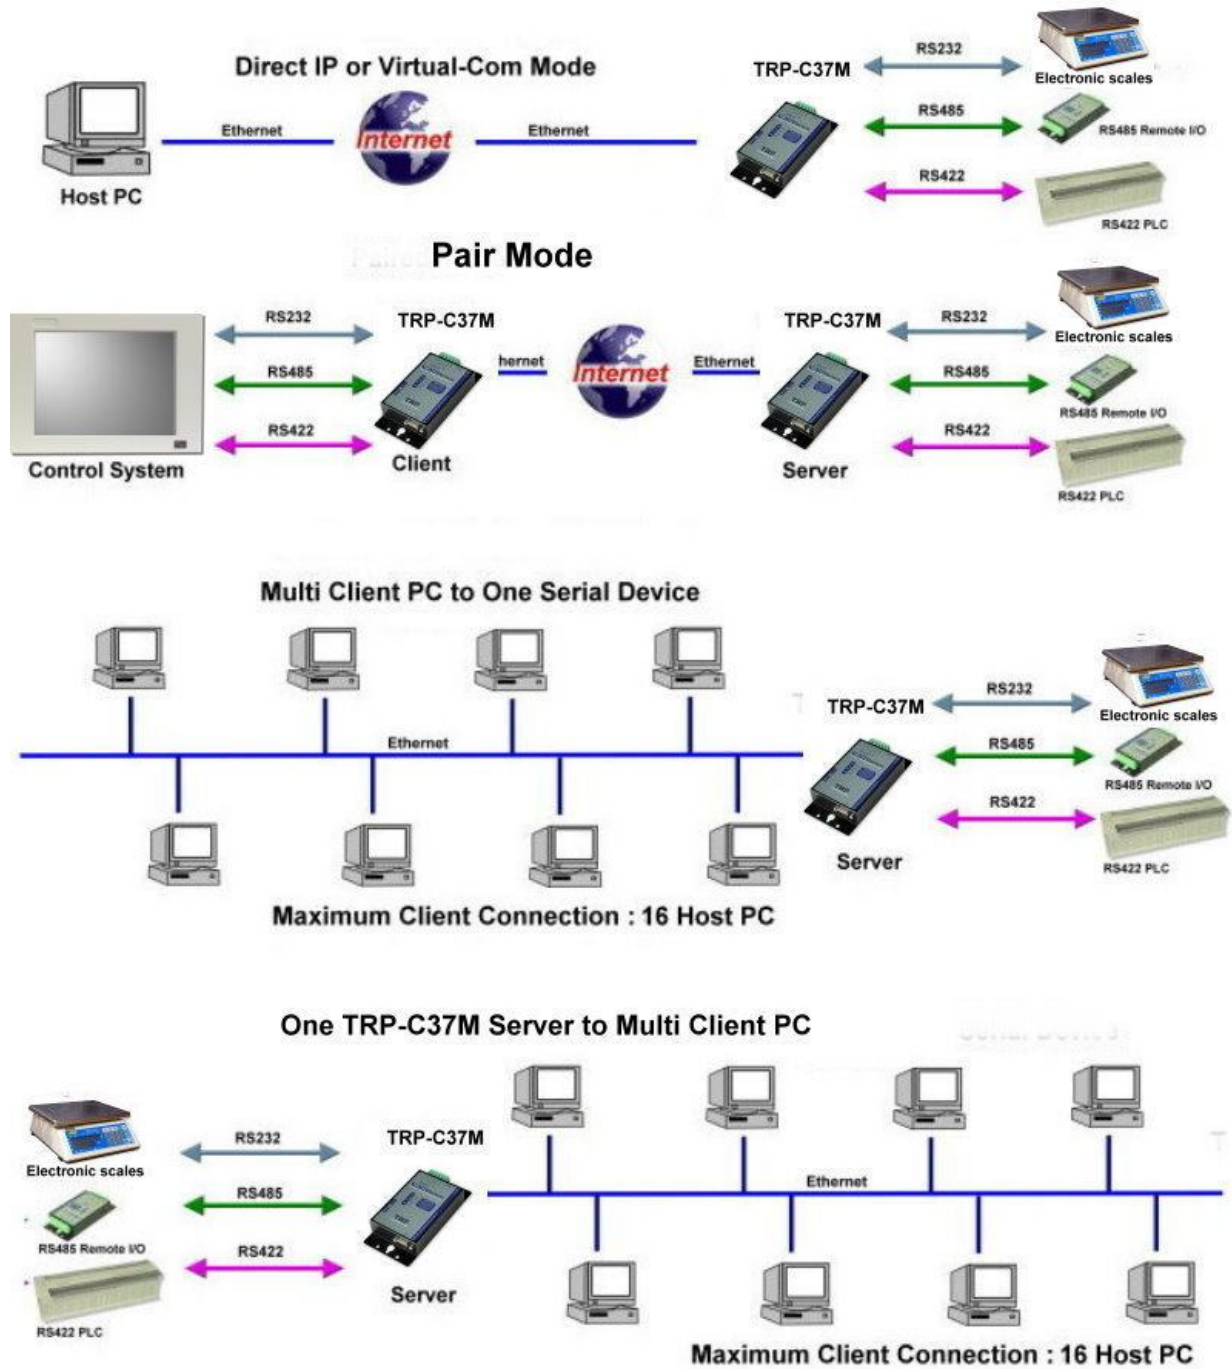 Direct IP or Virtual-Com Mode
Host PC
Ethernet
Internet
Ethernet
TRP-C37M
TRP
RS232
Electronic scales
RS485
RS485 Remote I/O
RS422
RS422 PLC
Pair Mode
Control System
RS232
RS485
RS422
TRP-C37M
TRP
Client
hernet
Internet
Ethernet
TRP-C37M
TRP
Server
RS232
Electronic scales
RS485
RS485 Remote I/O
RS422
RS422 PLC
Multi Client PC to One Serial Device
Ethernet
Maximum Client Connection : 16 Host PC
TRP-C37M
TRP
Server
RS232
Electronic scales
RS485
RS485 Remote I/O
RS422
RS422 PLC
One TRP-C37M Server to Multi Client PC
Electronic scales
RS485 Remote I/O
RS422 PLC
RS232
RS485
RS422
TRP-C37M
TRP
Server
Ethernet
Maximum Client Connection : 16 Host PC